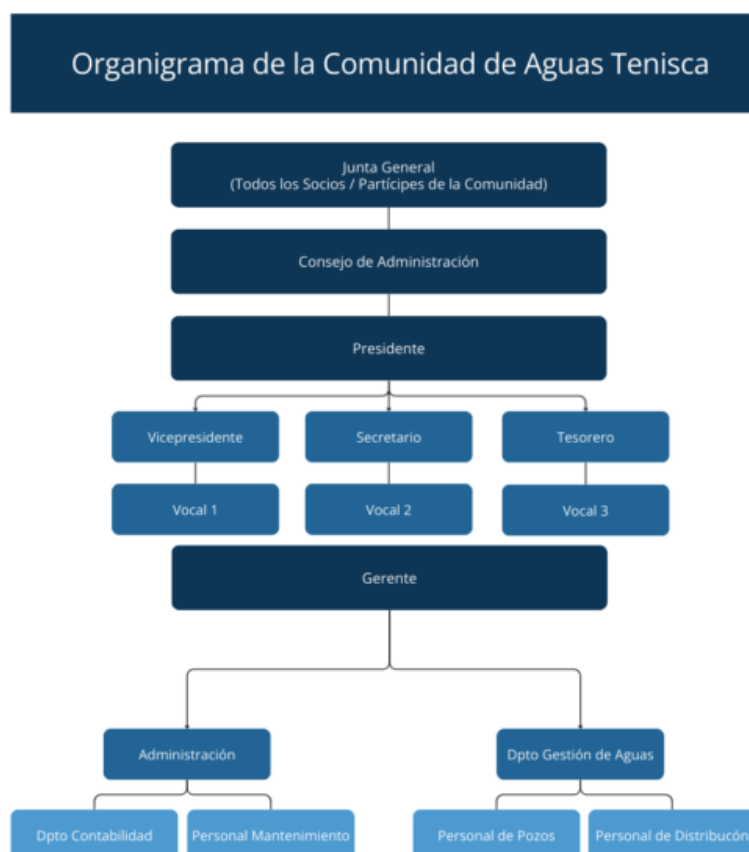 Organigrama de la Comunidad de Aguas Tenisca
Junta General
(Todos los Socios / Partícipes de la Comunidad)
Consejo de Administración
Presidente
Vicepresidente
Secretario
Tesorero
Vocal 1
Vocal 2
Vocal 3
Gerente
Administración
Dpto Gestión de Aguas
Dpto Contabilidad
Personal Mantenimiento
Personal de Pozos
Personal de Distribucón